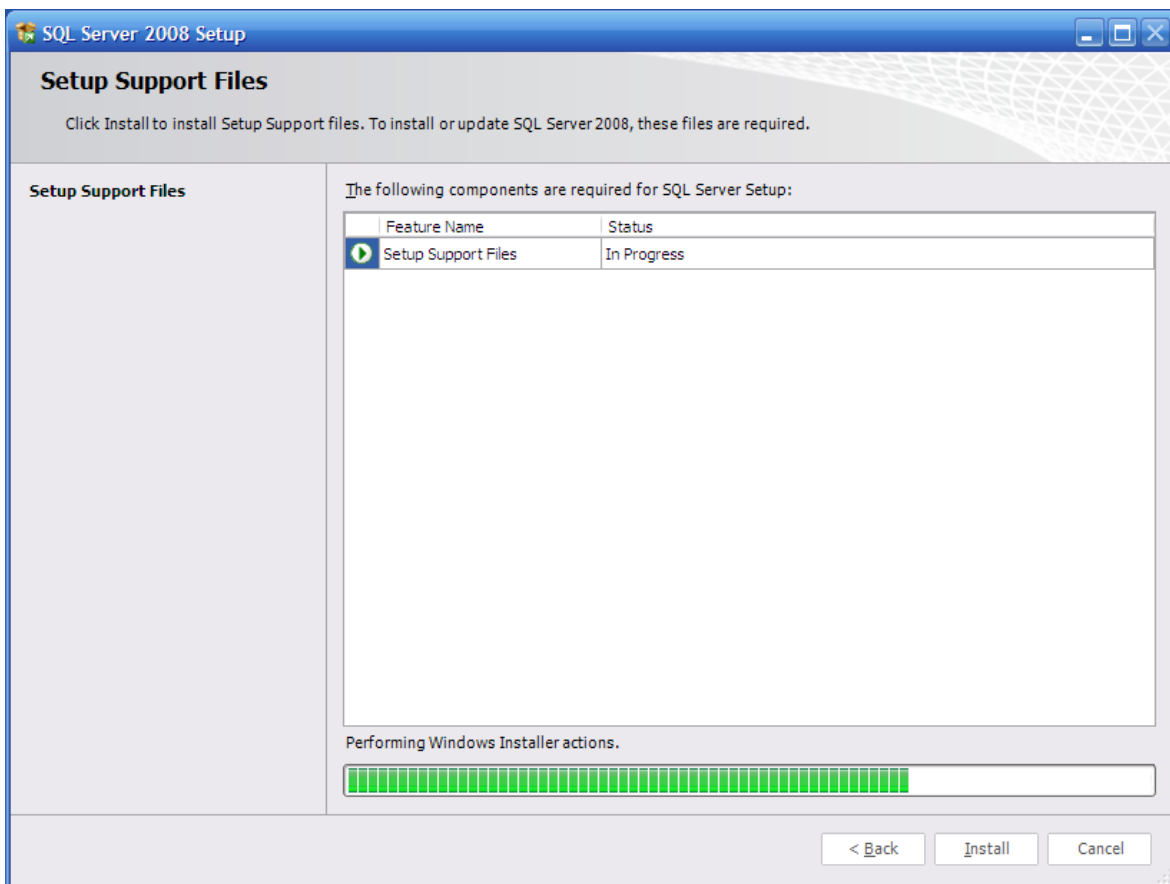 SQL Server 2008 Setup
Setup Support Files
Click Install to install Setup Support files. To install or update SQL Server 2008, these files are required.
Setup Support Files
The following components are required for SQL Server Setup:
Feature Name Status
Setup Support Files In Progress
Performing Windows Installer actions.
< Back Install Cancel